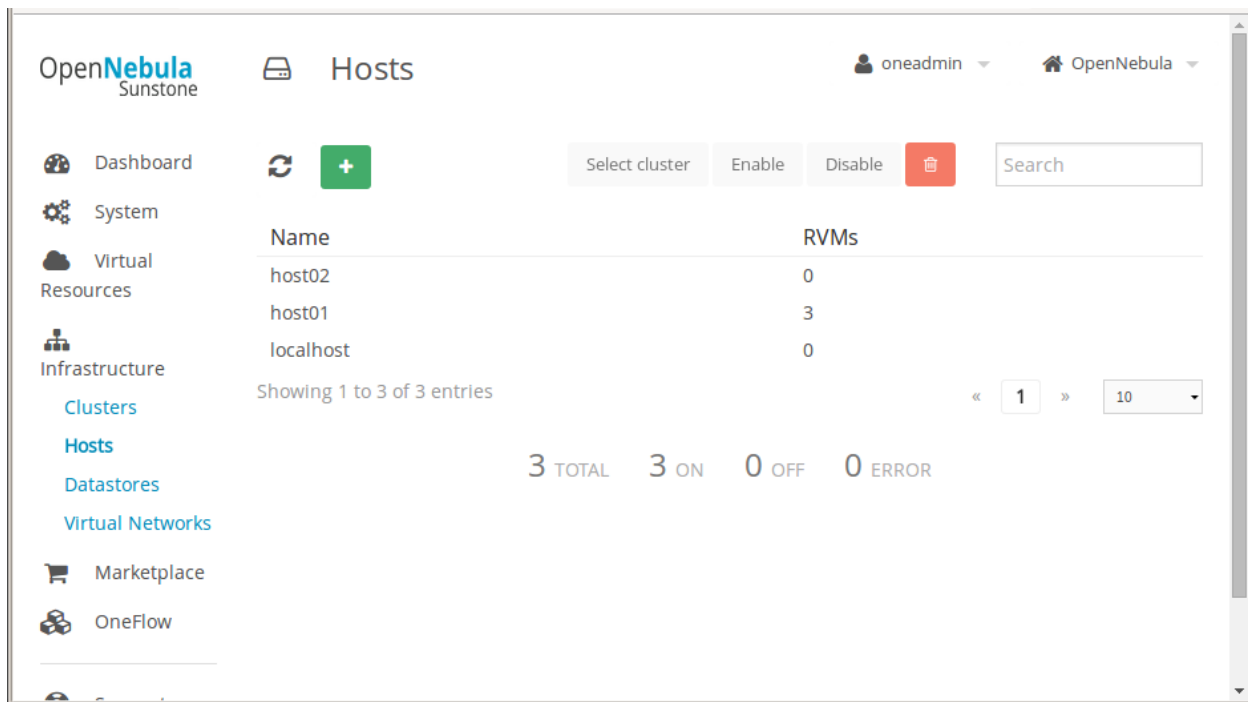 OpenNebula
Sunstone
Hosts
oneadmin
OpenNebula
Dashboard
System
Virtual
Resources
Infrastructure
Clusters
Hosts
Datastores
Virtual Networks
Marketplace
OneFlow
+
Select cluster Enable Disable
Search
Name RVMs
host02 0
host01 3
localhost 0
Showing 1 to 3 of 3 entries
« 1 » 10
3 TOTAL 3 ON 0 OFF 0 ERROR